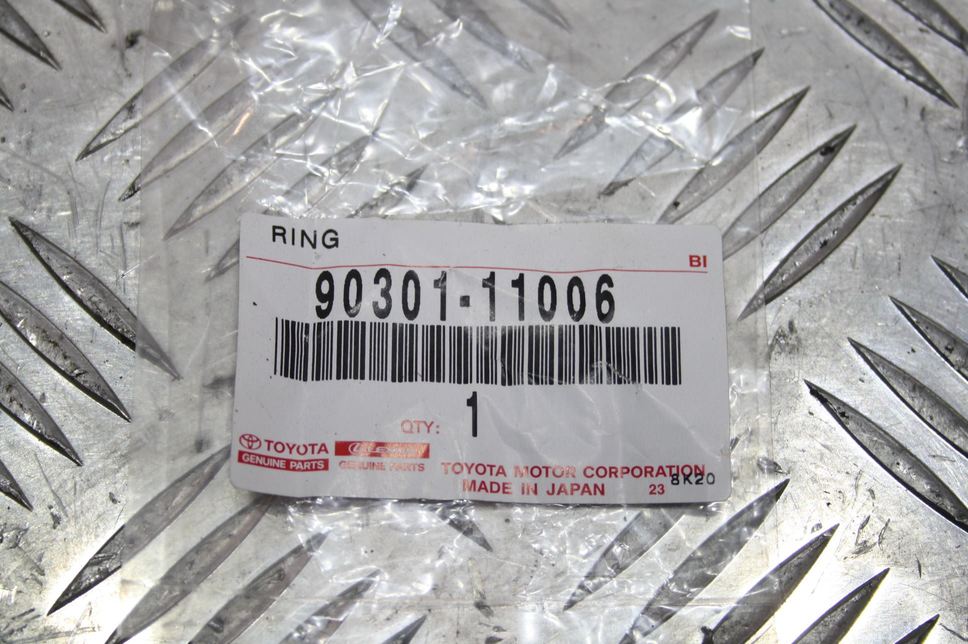 RING
BI
90301-11006
QTY: 1
TOYOTA
GENUINE PARTS
GENUINE PARTS
TOYOTA MOTOR CORPORATION
MADE IN JAPAN 23 8K20